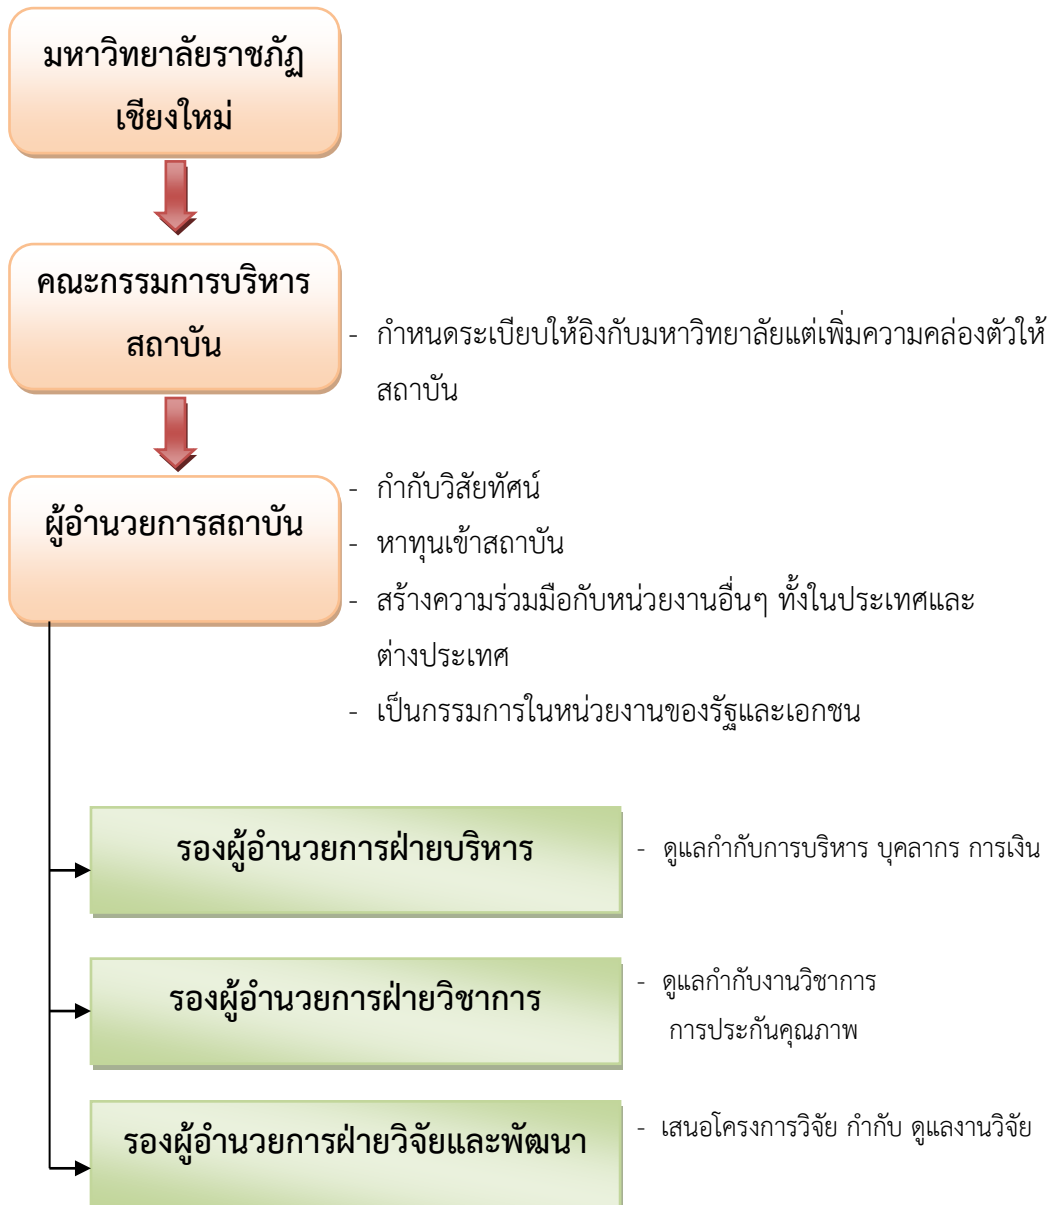 มหาวิทยาลัยราชภัฏ
เชียงใหม่
คณะกรรมการบริหาร
สถาบัน
- กำหนดระเบียบให้อิงกับมหาวิทยาลัยแต่เพิ่มความคล่องตัวให้
สถาบัน
ผู้อำนวยการสถาบัน
- กำกับวิสัยทัศน์
- หาทุนเข้าสถาบัน
- สร้างความร่วมมือกับหน่วยงานอื่นๆ ทั้งในประเทศและ
ต่างประเทศ
- เป็นกรรมการในหน่วยงานของรัฐและเอกชน
รองผู้อำนวยการฝ่ายบริหาร
- ดูแลกำกับการบริหาร บุคลากร การเงิน
รองผู้อำนวยการฝ่ายวิชาการ
- ดูแลกำกับงานวิชาการ
การประกันคุณภาพ
รองผู้อำนวยการฝ่ายวิจัยและพัฒนา
- เสนอโครงการวิจัย กำกับ ดูแลงานวิจัย